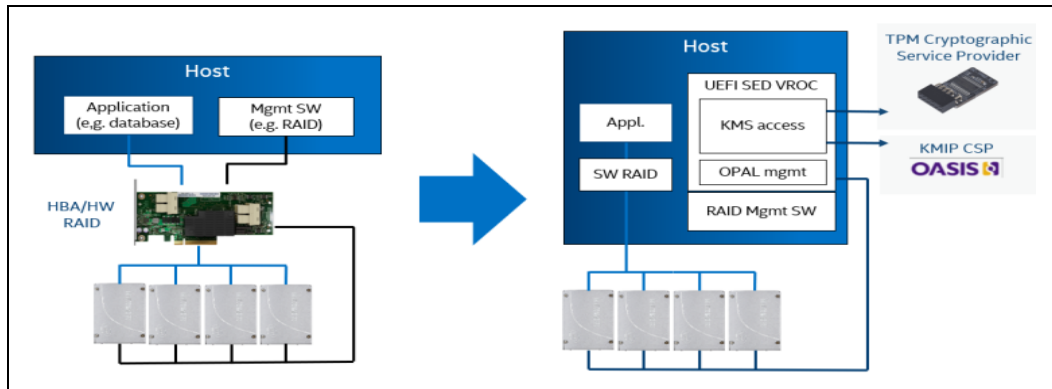 Host
Application
(e,g. database)
Mgmt SW
(e.g. RAID)
HBA/HW
RAID
Host
Appl.
SW RAID
UEFI SED VROC
KMS access
OPAL mgmt
RAID Mgmt SW
TPM Cryptographic
Service Provider
KMIP CSP
OASIS